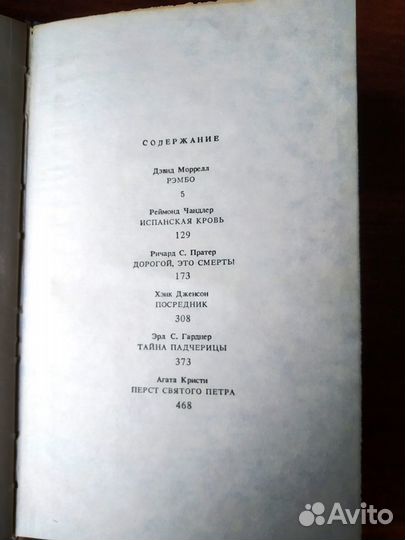 СОДЕРЖАНИЕ
Дэвид Моррелл
РЭМБО
5
Реймонд Чандлер
ИСПАНСКАЯ КРОВЬ
129
Ричард С. Пратер
ДОРОГОЙ, ЭТО СМЕРТЬ!
173
Хэнк Дженсон
ПОСРЕДНИК
308
Эрл С. Гарднер
ТАЙНА ПАДЧЕРИЦЫ
373
Агата Кристи
ПЕРСТ СВЯТОГО ПЕТРА
468
Avito